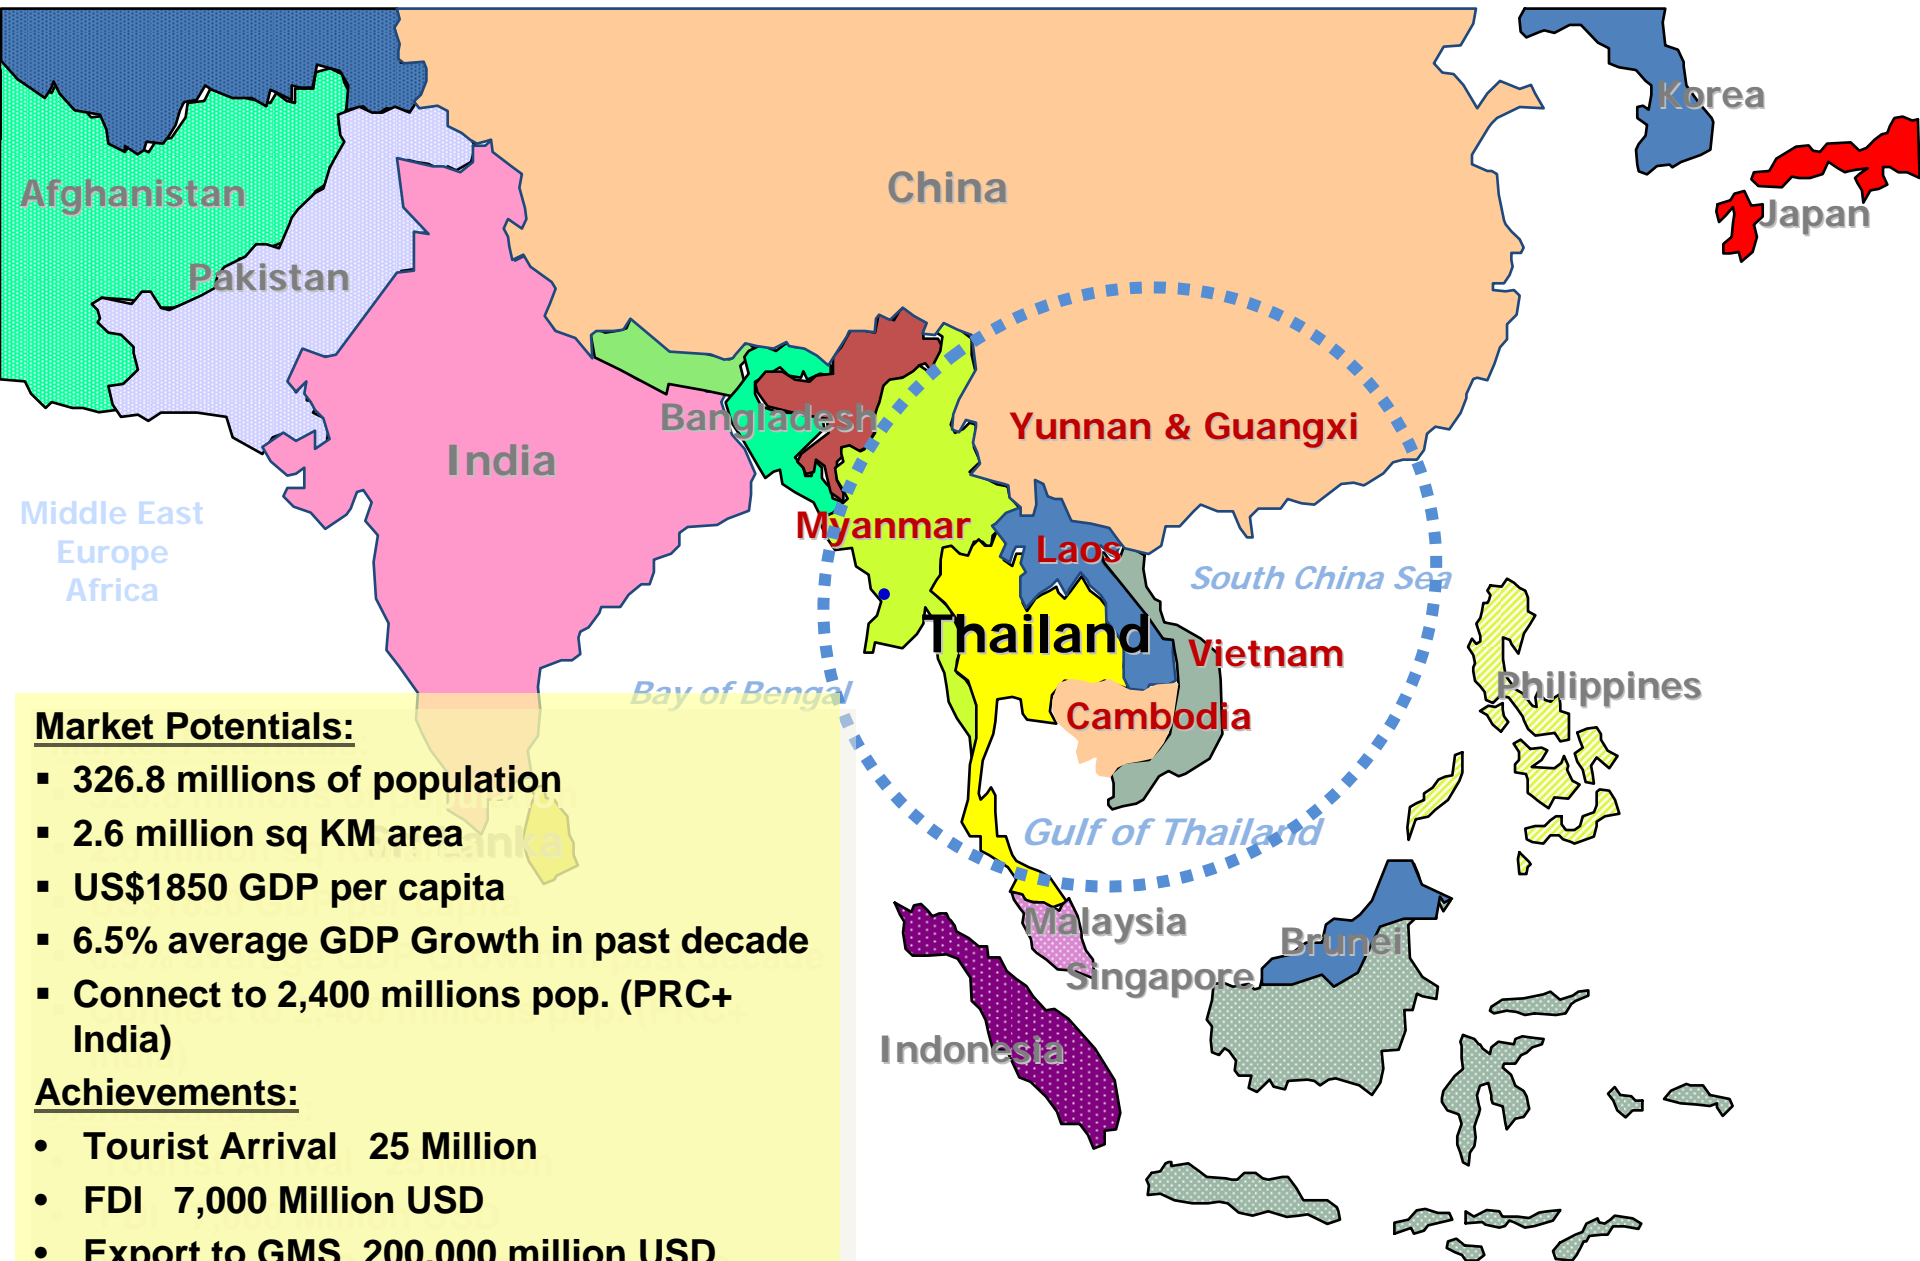 Korea
China
Afghanistan
Japan
Pakistan
Yunnan & Guangxi
Bangladesh
India
Middle East
Europe
Africa
Myanmar
Laos
South China Sea
Thailand
Vietnam
Bay of Bengal
Philippines
Cambodia
Gulf of Thailand
Malaysia
Brunei
Singapore
Indonesia
Market Potentials:
▪ 326.8 millions of population
▪ 2.6 million sq KM area
▪ US$1850 GDP per capita
▪ 6.5% average GDP Growth in past decade
▪ Connect to 2,400 millions pop. (PRC+
India)
Achievements:
• Tourist Arrival 25 Million
• FDI 7,000 Million USD
• Export to GMS 200,000 million USD